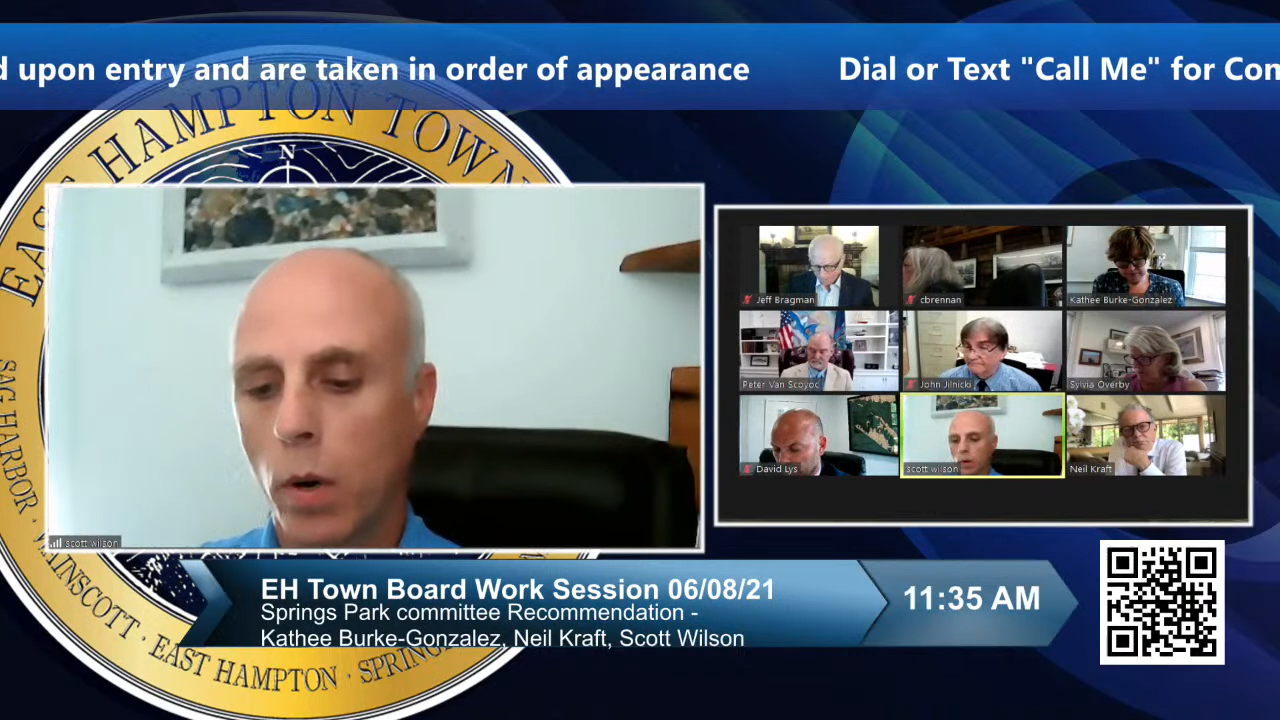 d upon entry and are taken in order of appearance
Dial or Text "Call Me" for Con
EAST HAMPTON TOWN
N
SAG HARBOR · WAINSCOTT · EAST HAMPTON · SPRING
scott wilson
Jeff Bragman
cbrennan
Kathee Burke-Gonzalez
Peter Van Scoyoc
John Jilnicki
Sylvia Overby
David Lys
scott wilson
Neil Kraft
EH Town Board Work Session 06/08/21
Springs Park committee Recommendation -
Kathee Burke-Gonzalez, Neil Kraft, Scott Wilson
11:35 AM